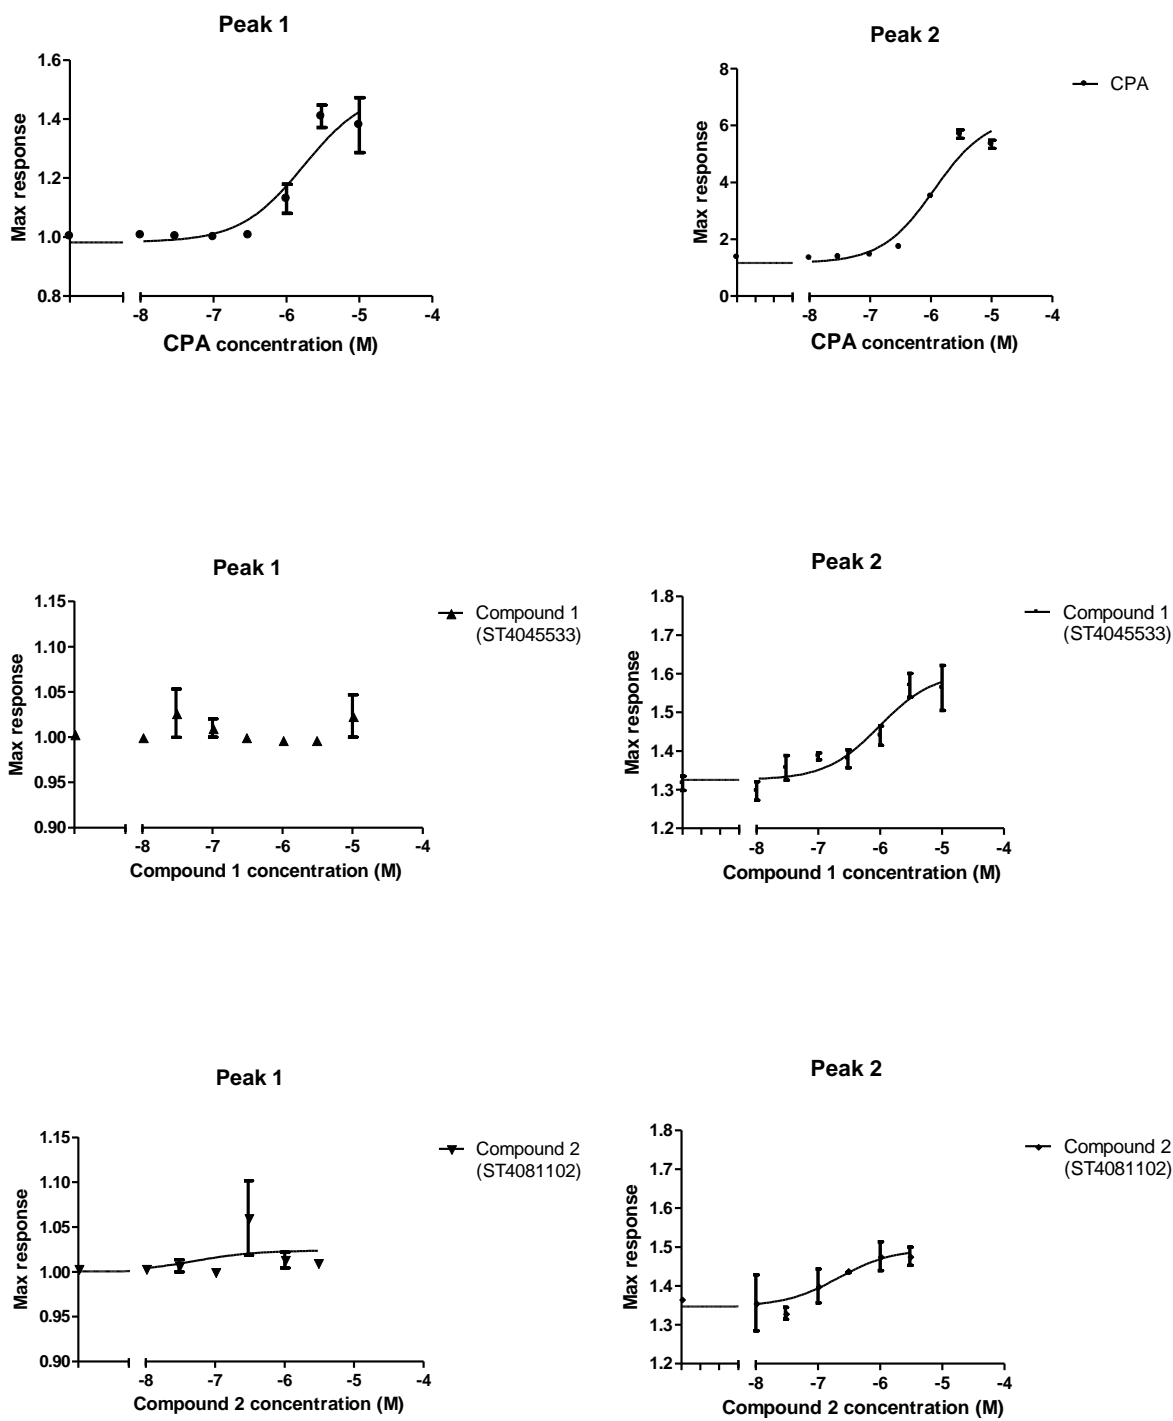 Peak 1
Max response
1.6
1.4
1.2
1.0
0.8
-8
-7
-6
-5
-4
CPA concentration (M)
Peak 2
Max response
8
6
4
2
0
-8
-7
-6
-5
-4
CPA concentration (M)
CPA
Peak 1
Max response
1.15
1.10
1.05
1.00
0.95
0.90
-8
-7
-6
-5
-4
Compound 1 concentration (M)
Compound 1
(ST4045533)
Peak 2
Max response
1.8
1.7
1.6
1.5
1.4
1.3
1.2
-8
-7
-6
-5
-4
Compound 1 concentration (M)
Compound 1
(ST4045533)
Peak 1
Max response
1.15
1.10
1.05
1.00
0.95
0.90
-8
-7
-6
-5
-4
Compound 2 concentration (M)
Compound 2
(ST4081102)
Peak 2
Max response
1.8
1.7
1.6
1.5
1.4
1.3
1.2
-8
-7
-6
-5
-4
Compound 2 concentration (M)
Compound 2
(ST4081102)